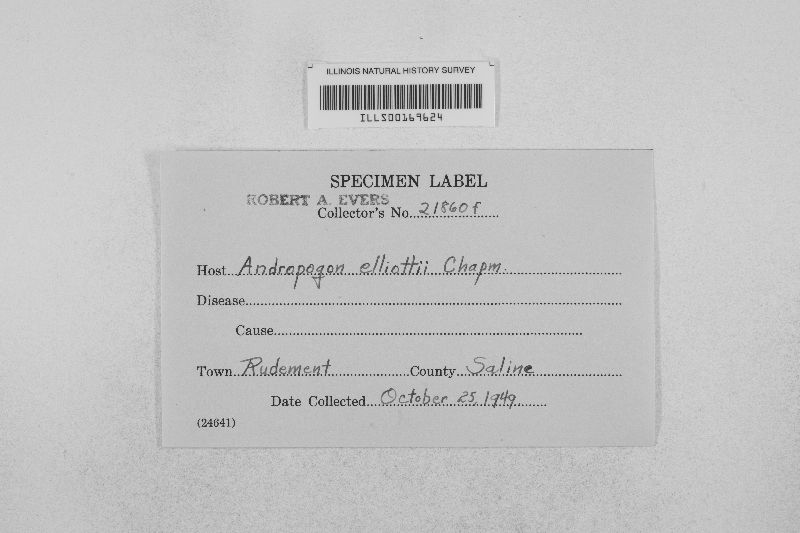 ILLINOIS NATURAL HISTORY SURVEY
ILLS00169624
SPECIMEN LABEL
ROBERT A. EVERS
Collector's No. 21860f
Host Andropogon elliottii Chapm.
Disease
Cause
Town Rudement County Saline
Date Collected October 25, 1949
(24641)